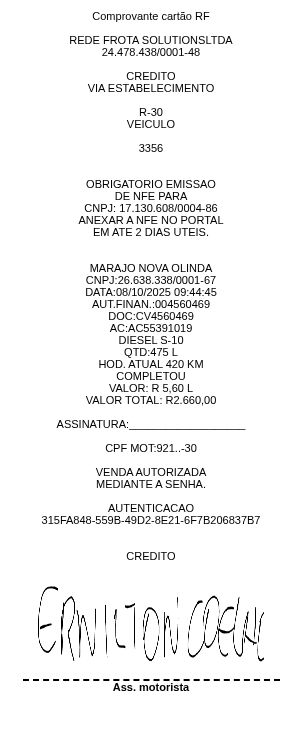 Comprovante cartão RF
REDE FROTA SOLUTIONSLTDA
24.478.438/0001-48
CREDITO
VIA ESTABELECIMENTO
R-30
VEICULO
3356
OBRIGATORIO EMISSAO
DE NFE PARA
CNPJ: 17.130.608/0004-86
ANEXAR A NFE NO PORTAL
EM ATE 2 DIAS UTEIS.
MARAJO NOVA OLINDA
CNPJ:26.638.338/0001-67
DATA:08/10/2025 09:44:45
AUT.FINAN.:004560469
DOC:CV4560469
AC:AC55391019
DIESEL S-10
QTD:475 L
HOD. ATUAL 420 KM
COMPLETOU
VALOR: R 5,60 L
VALOR TOTAL: R2.660,00
ASSINATURA:___________________
CPF MOT:921..-30
VENDA AUTORIZADA
MEDIANTE A SENHA.
AUTENTICACAO
315FA848-559B-49D2-8E21-6F7B206837B7
CREDITO
Ass. motorista